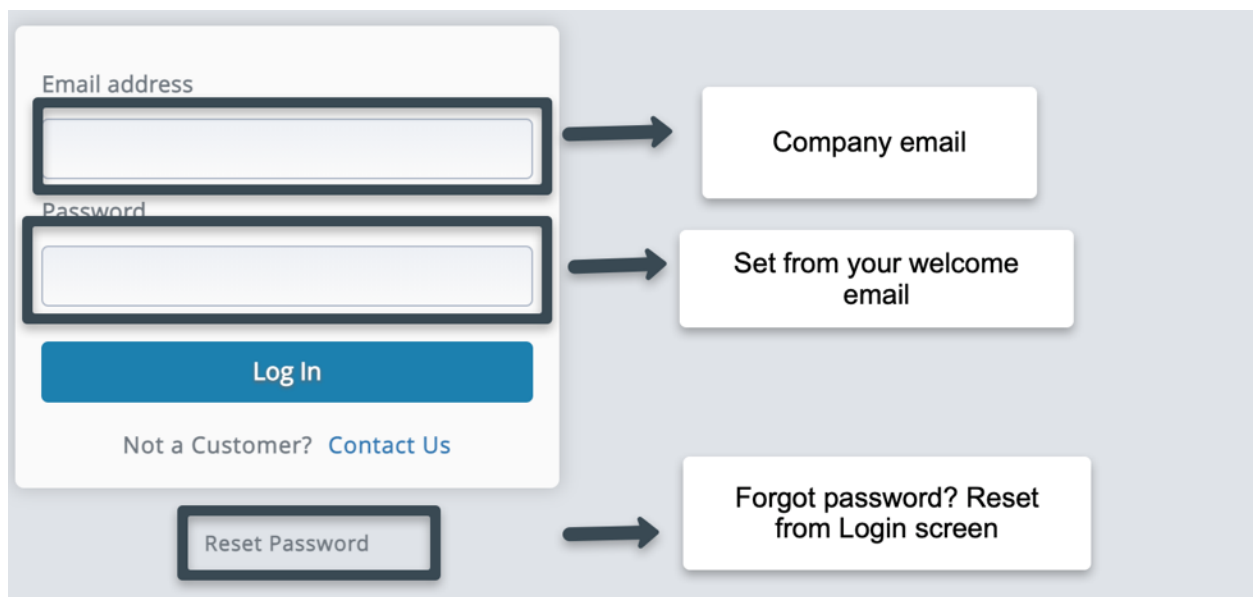 Email address
Company email
Password
Set from your welcome
email
Log In
Not a Customer? Contact Us
Forgot password? Reset
from Login screen
Reset Password